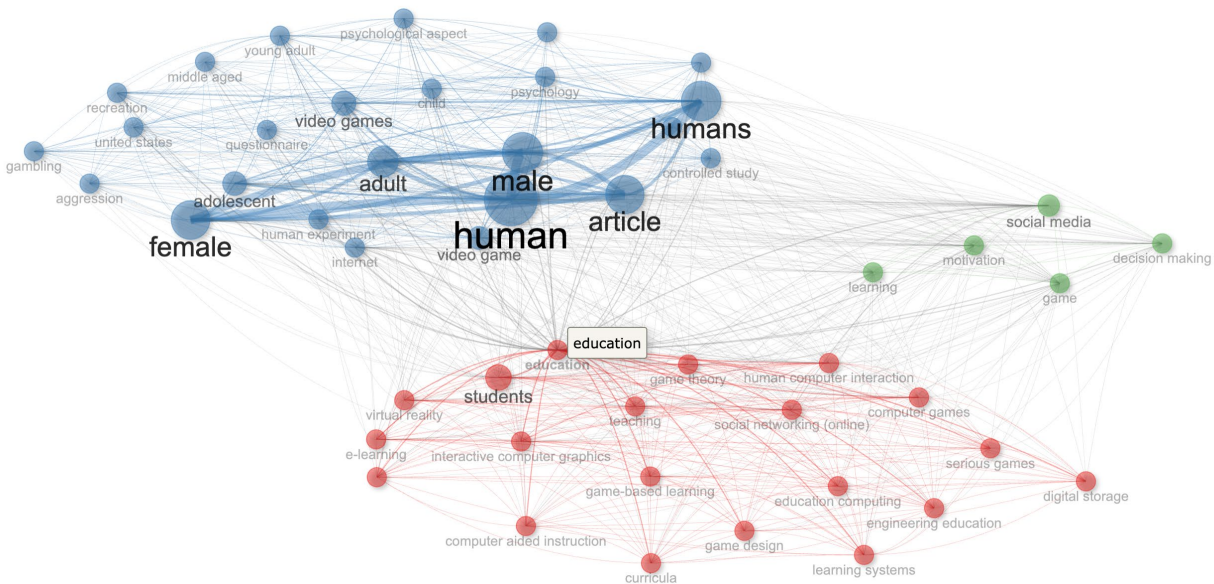 psychological aspect
young adult
middle aged
psychology
child
recreation
video games
humans
united states
questionnaire
gambling
controlled study
adult
male
aggression
adolescent
article
female
human experiment
human
video game
internet
social media
motivation
decision making
learning
game
education
education
game theory
human computer interaction
students
virtual reality
computer games
teaching
social networking (online)
e-learning
interactive computer graphics
serious games
game-based learning
education computing
digital storage
engineering education
computer aided instruction
game design
learning systems
curricula